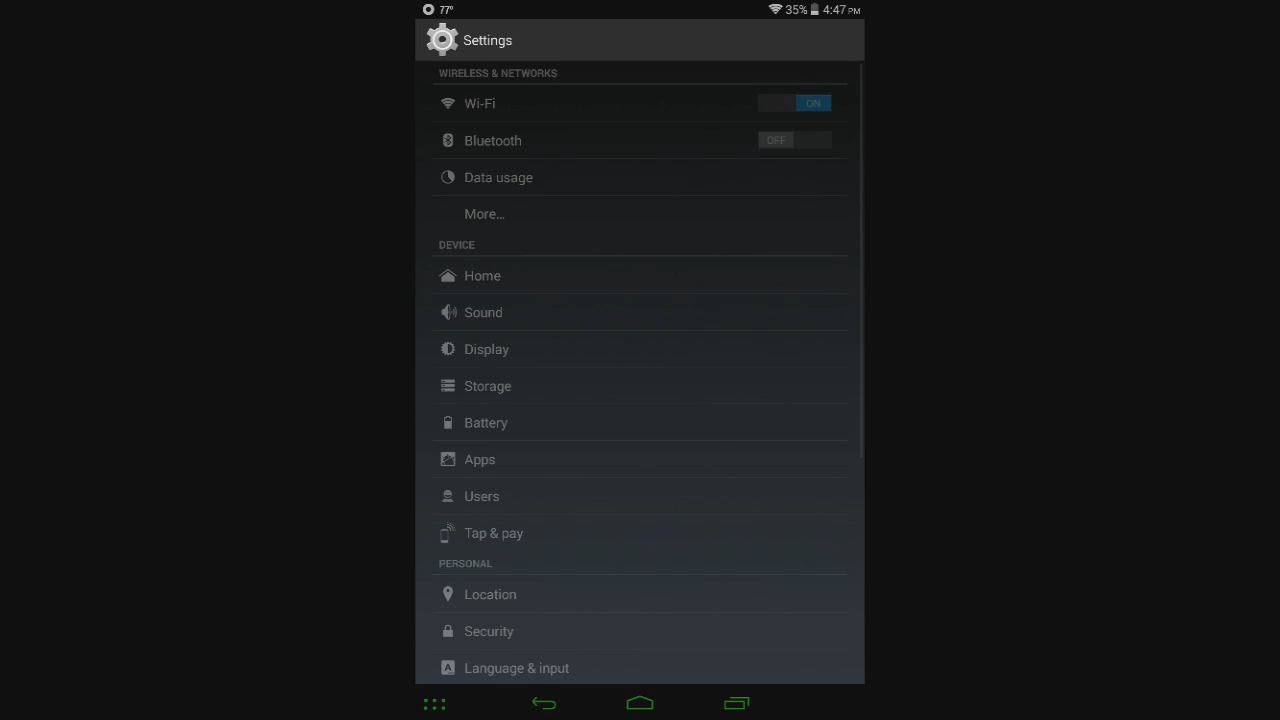 77° 35% 4:47 PM
Settings
WIRELESS & NETWORKS
Wi-Fi ON
Bluetooth OFF
Data usage
More...
DEVICE
Home
Sound
Display
Storage
Battery
Apps
Users
Tap & pay
PERSONAL
Location
Security
A Language & input